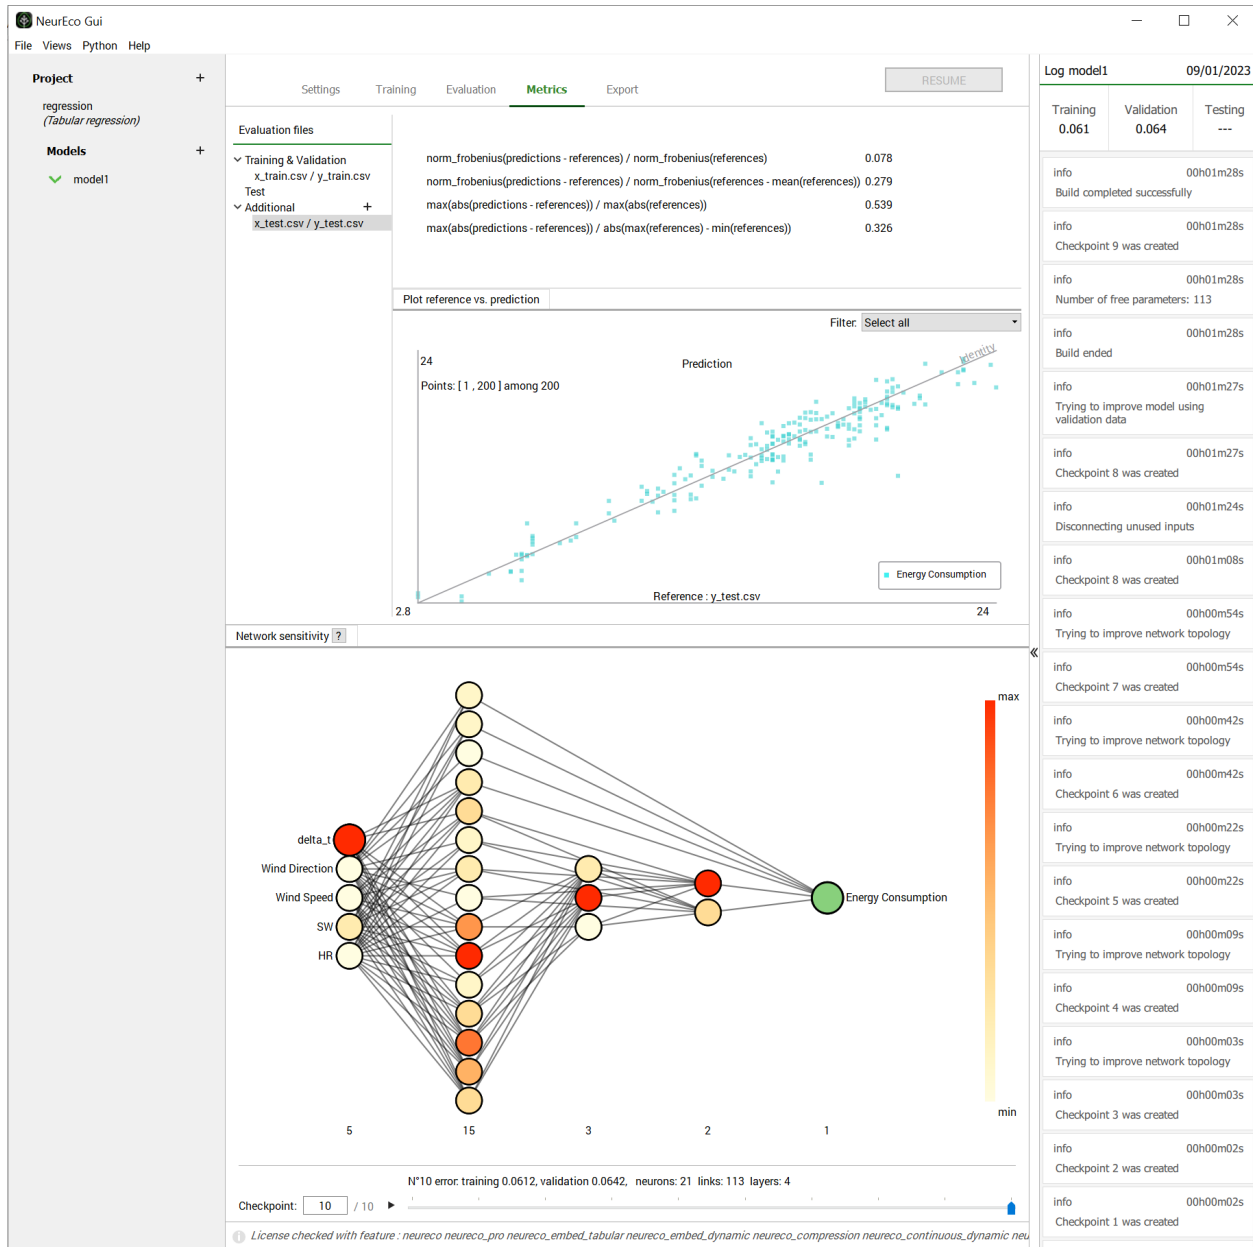 NeurEco Gui
File Views Python Help
Project +
regression
(Tabular regression)
Models +
model1
Settings Training Evaluation Metrics Export
RESUME
Evaluation files
Training & Validation
x_train.csv / y_train.csv
Test
Additional +
x_test.csv / y_test.csv
norm_frobenius(predictions - references) / norm_frobenius(references) 0.078
norm_frobenius(predictions - references) / norm_frobenius(references - mean(references)) 0.279
max(abs(predictions - references)) / max(abs(references)) 0.539
max(abs(predictions - references)) / abs(max(references) - min(references)) 0.326
Plot reference vs. prediction
Filter: Select all
24
Prediction
Identity
Points: [ 1 , 200 ] among 200
Energy Consumption
Reference : y_test.csv
2.8
24
Network sensitivity ?
max
delta_t
Wind Direction
Wind Speed
SW
HR
Energy Consumption
min
5 15 3 2 1
N°10 error: training 0.0612, validation 0.0642, neurons: 21 links: 113 layers: 4
Checkpoint: 10 / 10
License checked with feature : neureco neureco_pro neureco_embed_tabular neureco_embed_dynamic neureco_compression neureco_continuous_dynamic neu
Log model1 09/01/2023
Training Validation Testing
0.061 0.064 ---
info 00h01m28s
Build completed successfully
info 00h01m28s
Checkpoint 9 was created
info 00h01m28s
Number of free parameters: 113
info 00h01m28s
Build ended
info 00h01m27s
Trying to improve model using
validation data
info 00h01m27s
Checkpoint 8 was created
info 00h01m24s
Disconnecting unused inputs
info 00h01m08s
Checkpoint 8 was created
info 00h00m54s
Trying to improve network topology
info 00h00m54s
Checkpoint 7 was created
info 00h00m42s
Trying to improve network topology
info 00h00m42s
Checkpoint 6 was created
info 00h00m22s
Trying to improve network topology
info 00h00m22s
Checkpoint 5 was created
info 00h00m09s
Trying to improve network topology
info 00h00m09s
Checkpoint 4 was created
info 00h00m03s
Trying to improve network topology
info 00h00m03s
Checkpoint 3 was created
info 00h00m02s
Checkpoint 2 was created
info 00h00m02s
Checkpoint 1 was created